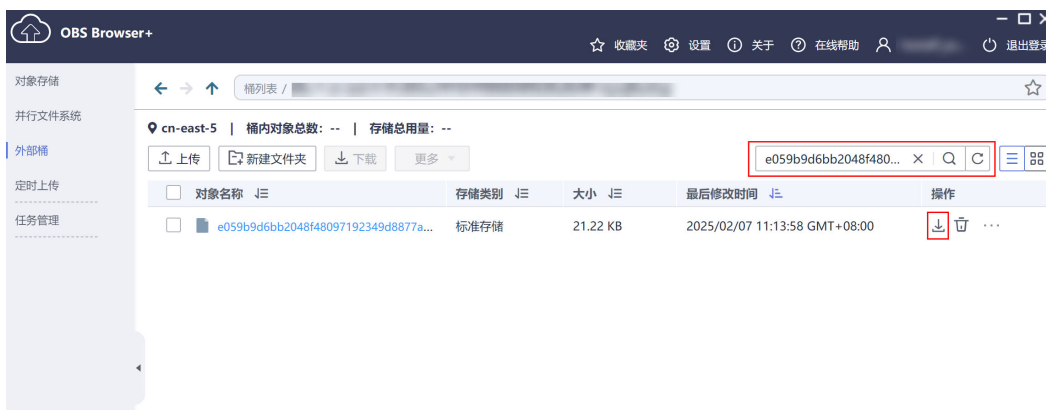 OBS Browser+
收藏夹 设置 关于 在线帮助 退出登录
对象存储
并行文件系统
外部桶
定时上传
任务管理
桶列表 /
cn-east-5 | 桶内对象总数: -- | 存储总用量: --
上传 新建文件夹 下载 更多 e059b9d6bb2048f480...
对象名称 存储类别 大小 最后修改时间 操作
e059b9d6bb2048f48097192349d8877a... 标准存储 21.22 KB 2025/02/07 11:13:58 GMT+08:00